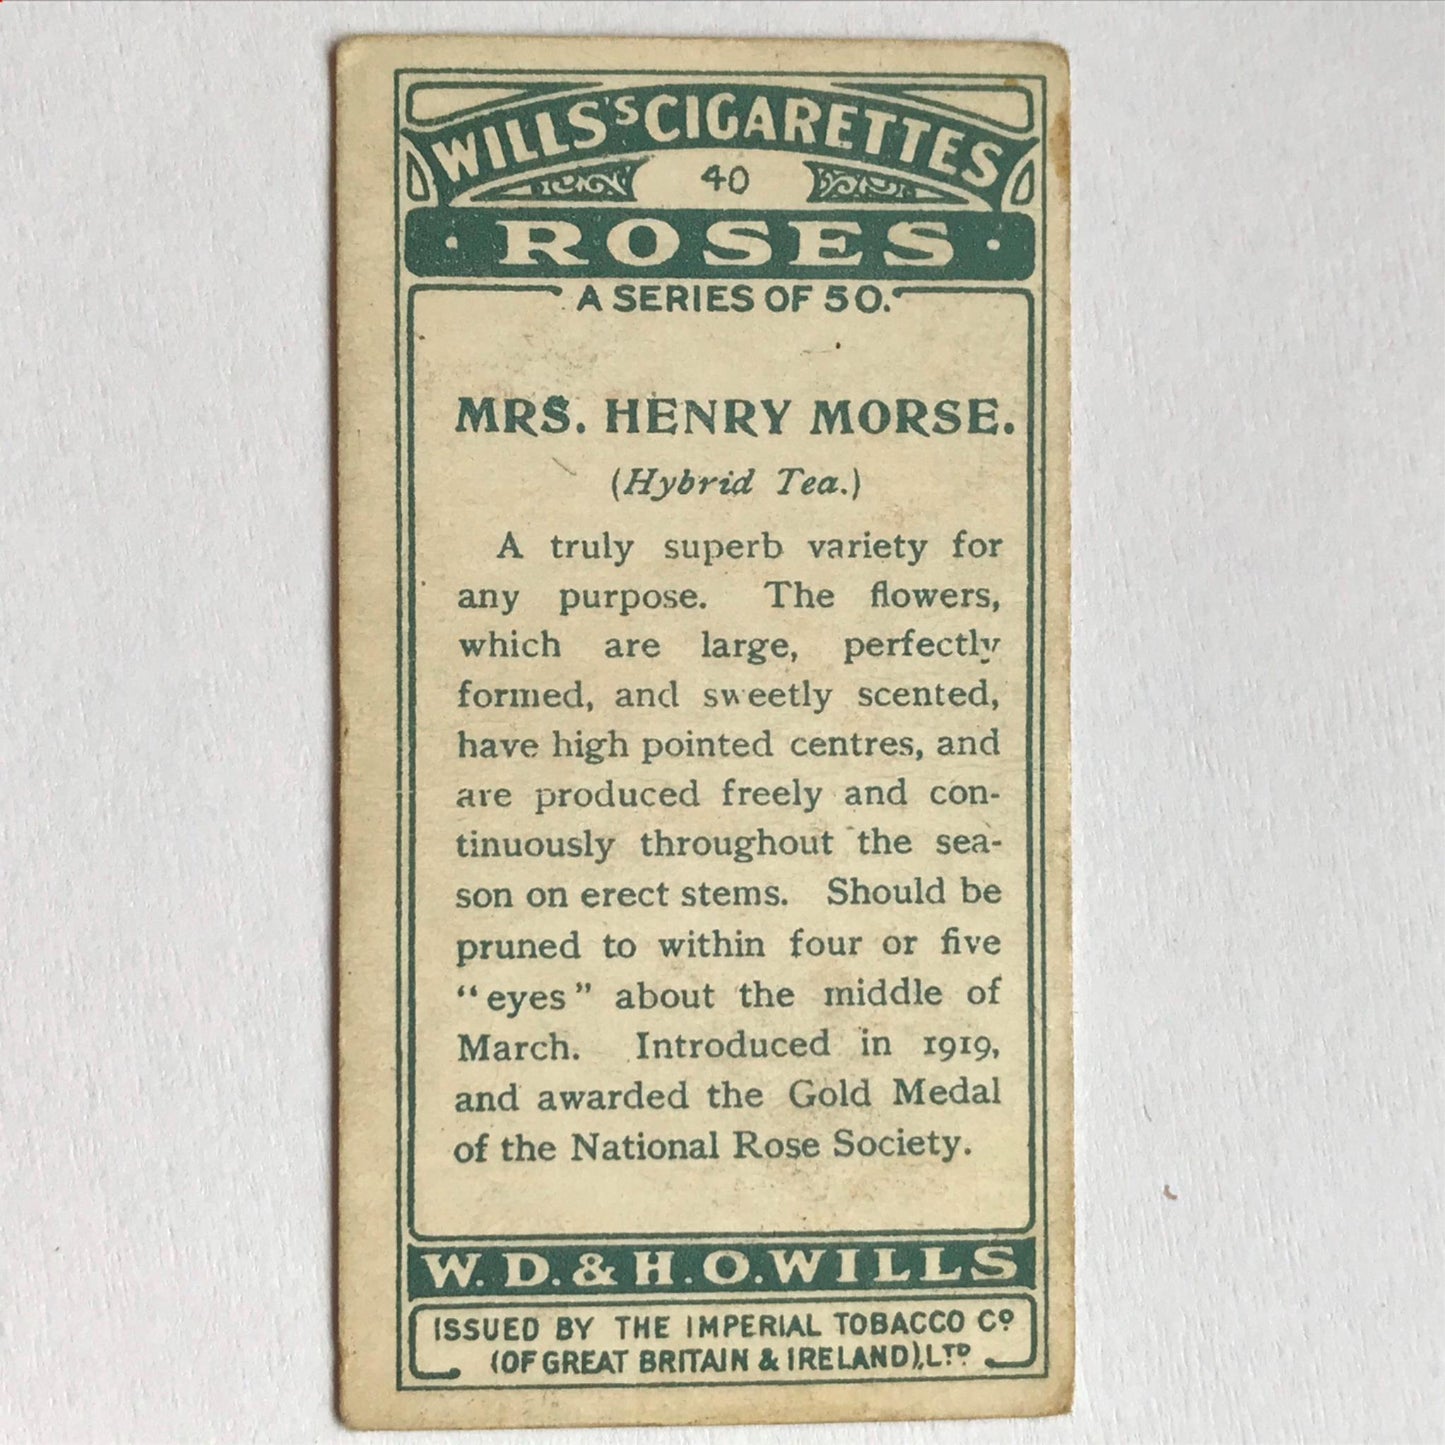 WILLS'S CIGARETTES
40
· ROSES ·
A SERIES OF 50.
MRS. HENRY MORSE.
(Hybrid Tea.)
A truly superb variety for
any purpose. The flowers,
which are large, perfectly
formed, and sweetly scented,
have high pointed centres, and
are produced freely and con-
tinuously throughout the sea-
son on erect stems. Should be
pruned to within four or five
“eyes” about the middle of
March. Introduced in 1919,
and awarded the Gold Medal
of the National Rose Society.
W. D. & H. O. WILLS
ISSUED BY THE IMPERIAL TOBACCO Cº
(OF GREAT BRITAIN & IRELAND), LTD